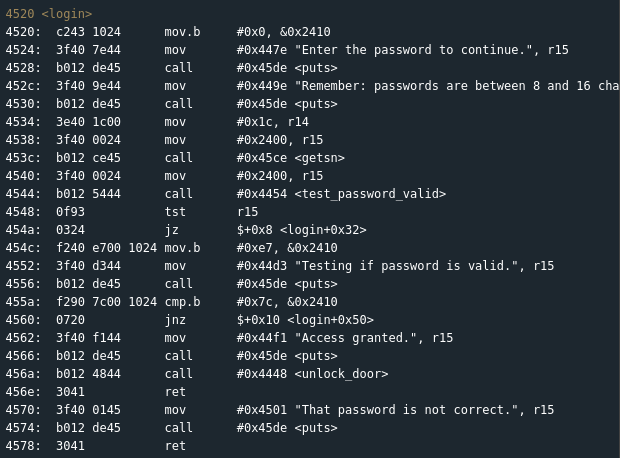 4520 <login>
4520:  c243 1024      mov.b     #0x0, &0x2410
4524:  3f40 7e44      mov       #0x447e "Enter the password to continue.", r15
4528:  b012 de45      call      #0x45de <puts>
452c:  3f40 9e44      mov       #0x449e "Remember: passwords are between 8 and 16 cha
4530:  b012 de45      call      #0x45de <puts>
4534:  3e40 1c00      mov       #0x1c, r14
4538:  3f40 0024      mov       #0x2400, r15
453c:  b012 ce45      call      #0x45ce <getsn>
4540:  3f40 0024      mov       #0x2400, r15
4544:  b012 5444      call      #0x4454 <test_password_valid>
4548:  0f93           tst       r15
454a:  0324           jz        $+0x8 <login+0x32>
454c:  f240 e700 1024 mov.b     #0xe7, &0x2410
4552:  3f40 d344      mov       #0x44d3 "Testing if password is valid.", r15
4556:  b012 de45      call      #0x45de <puts>
455a:  f290 7c00 1024 cmp.b     #0x7c, &0x2410
4560:  0720           jnz       $+0x10 <login+0x50>
4562:  3f40 f144      mov       #0x44f1 "Access granted.", r15
4566:  b012 de45      call      #0x45de <puts>
456a:  b012 4844      call      #0x4448 <unlock_door>
456e:  3041           ret
4570:  3f40 0145      mov       #0x4501 "That password is not correct.", r15
4574:  b012 de45      call      #0x45de <puts>
4578:  3041           ret